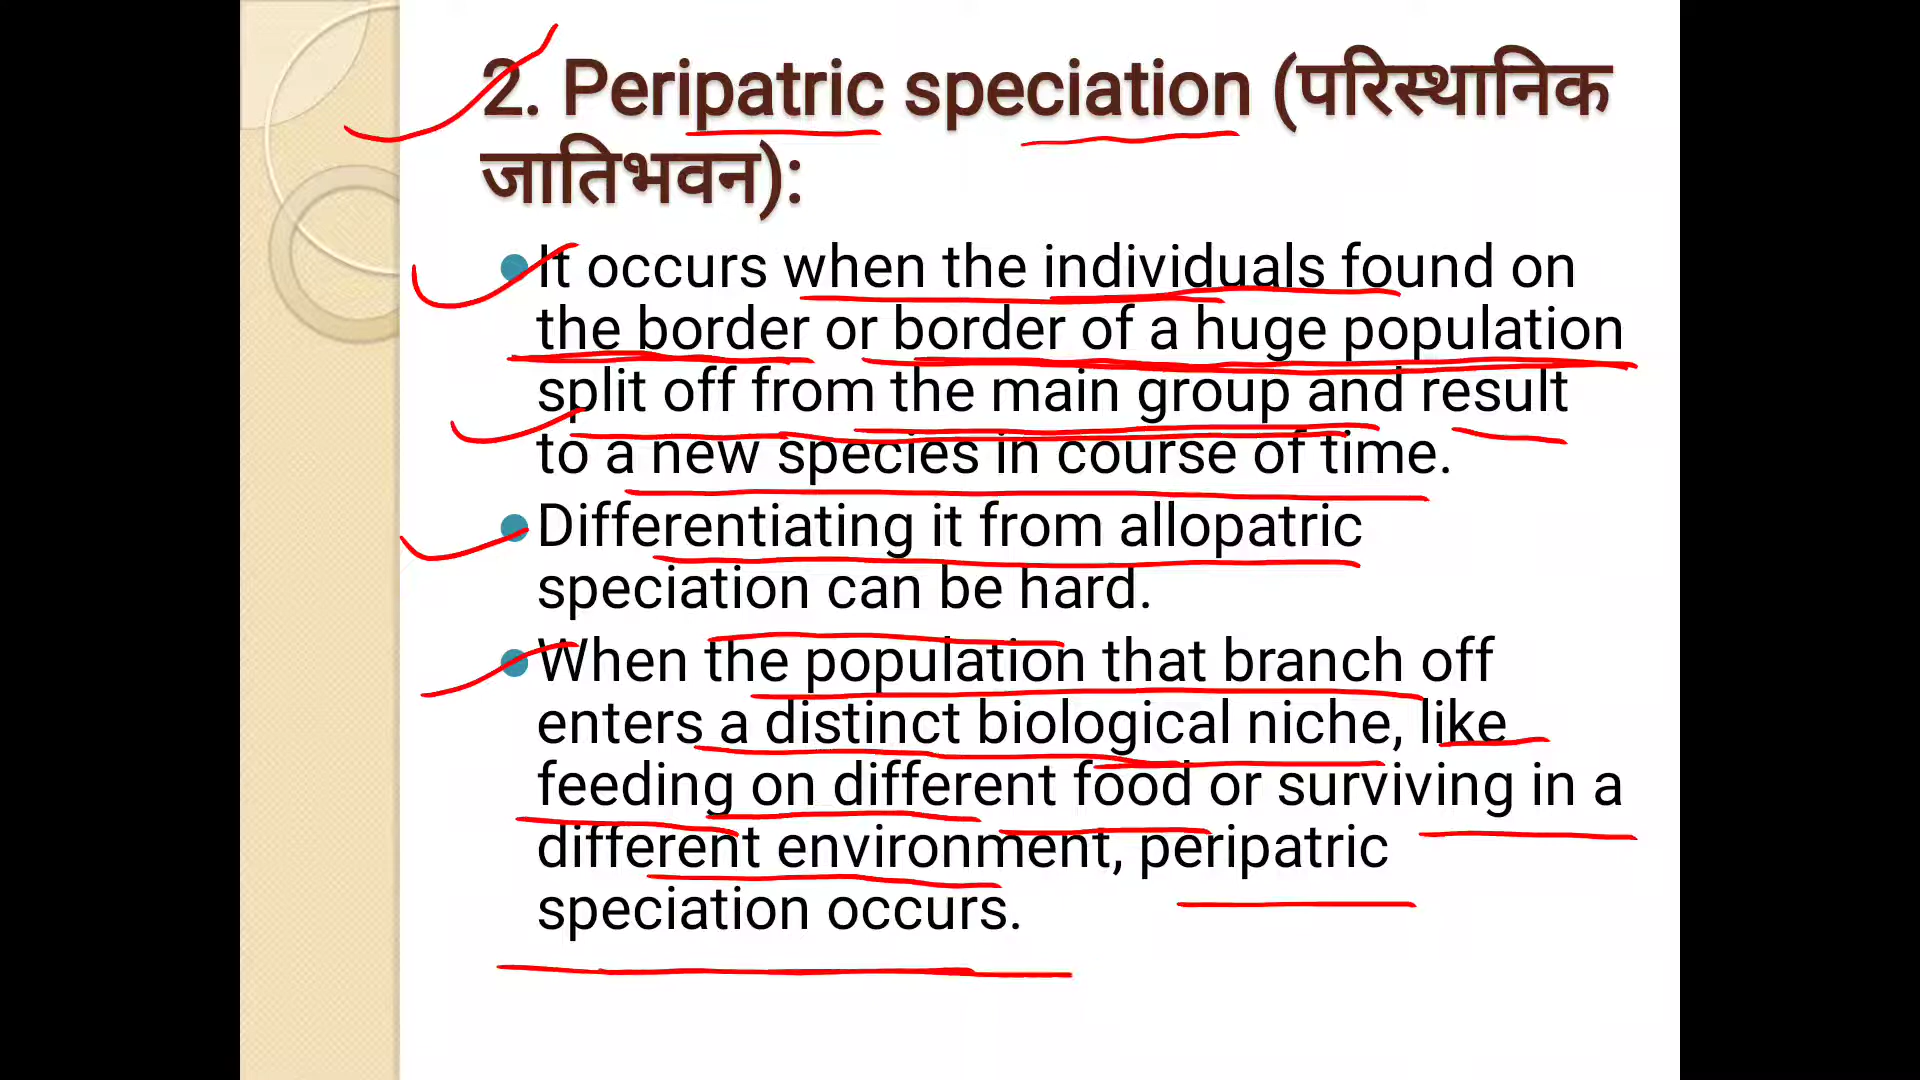 2. Peripatric speciation (परिस्थानिक
जातिभवन):
It occurs when the individuals found on
the border or border of a huge population
split off from the main group and result
to a new species in course of time.
Differentiating it from allopatric
speciation can be hard.
When the population that branch off
enters a distinct biological niche, like
feeding on different food or surviving in a
different environment, peripatric
speciation occurs.